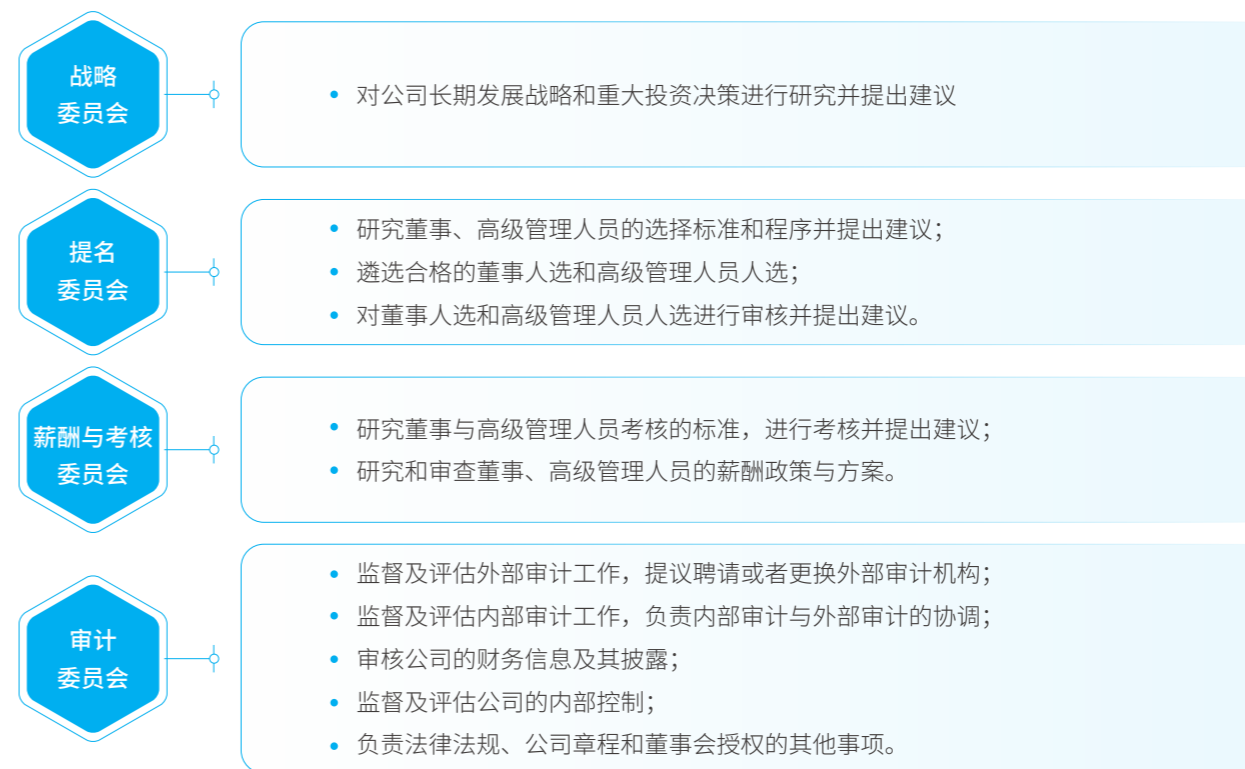 战略
委员会
对公司长期发展战略和重大投资决策进行研究并提出建议
提名
委员会
研究董事、高级管理人员的选择标准和程序并提出建议；
遴选合格的董事人选和高级管理人员人选；
对董事人选和高级管理人员人选进行审核并提出建议。
薪酬与考核
委员会
研究董事与高级管理人员考核的标准，进行考核并提出建议；
研究和审查董事、高级管理人员的薪酬政策与方案。
审计
委员会
监督及评估外部审计工作，提议聘请或者更换外部审计机构；
监督及评估内部审计工作，负责内部审计与外部审计的协调；
审核公司的财务信息及其披露；
监督及评估公司的内部控制；
负责法律法规、公司章程和董事会授权的其他事项。